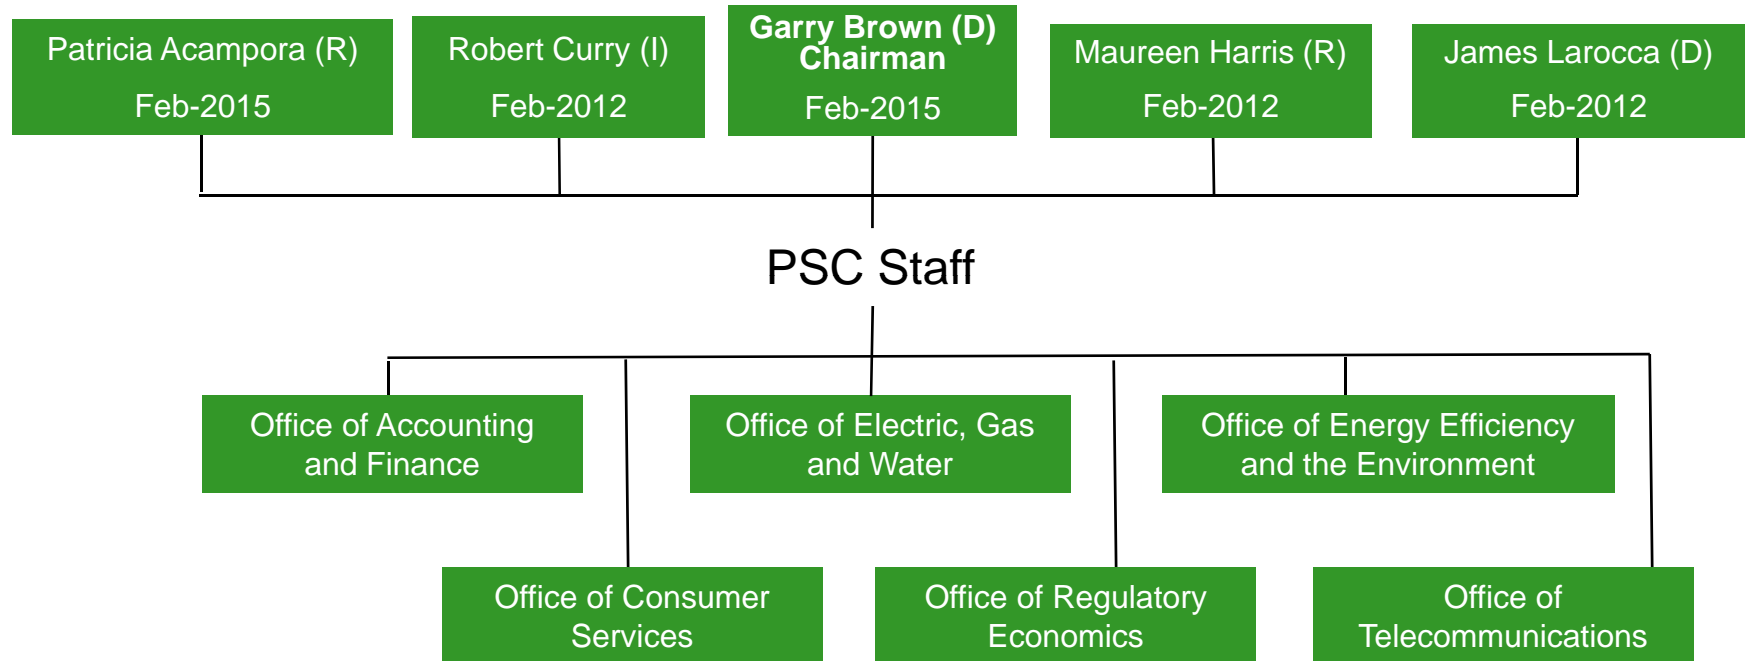 Patricia Acampora (R)
Feb-2015
Robert Curry (I)
Feb-2012
Garry Brown (D)
Chairman
Feb-2015
Maureen Harris (R)
Feb-2012
James Larocca (D)
Feb-2012
PSC Staff
Office of Accounting
and Finance
Office of Electric, Gas
and Water
Office of Energy Efficiency
and the Environment
Office of Consumer
Services
Office of Regulatory
Economics
Office of
Telecommunications